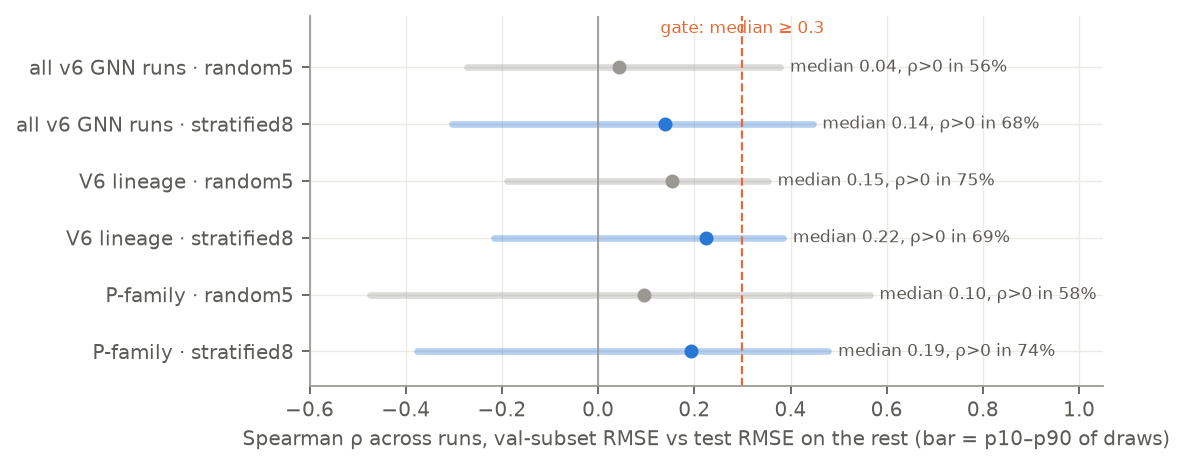 gate: median ≥ 0.3
all v6 GNN runs · random5
median 0.04, ρ>0 in 56%
all v6 GNN runs · stratified8
median 0.14, ρ>0 in 68%
V6 lineage · random5
median 0.15, ρ>0 in 75%
V6 lineage · stratified8
median 0.22, ρ>0 in 69%
P-family · random5
median 0.10, ρ>0 in 58%
P-family · stratified8
median 0.19, ρ>0 in 74%
−0.6 −0.4 −0.2 0.0 0.2 0.4 0.6 0.8 1.0
Spearman ρ across runs, val-subset RMSE vs test RMSE on the rest (bar = p10–p90 of draws)